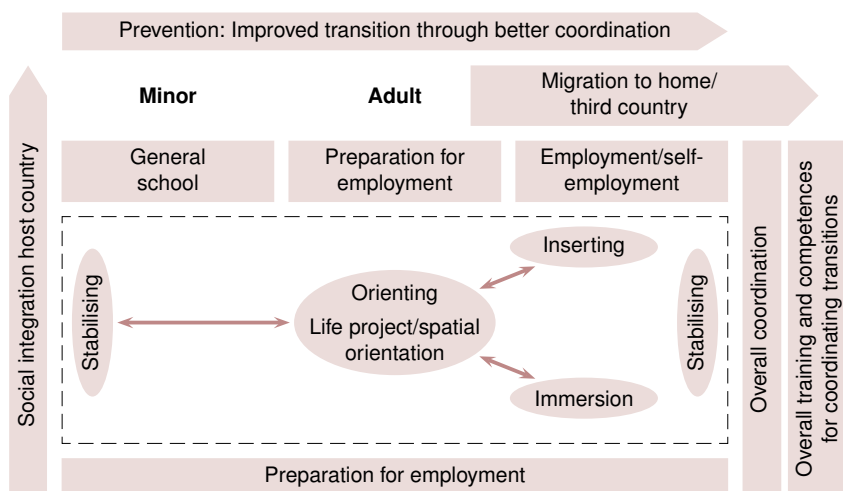 Prevention: Improved transition through better coordination
Minor
Adult
Migration to home/
third country
General
school
Preparation for
employment
Employment/self-
employment
Social integration host country
Stabilising
Orienting
Life project/spatial
orientation
Inserting
Immersion
Stabilising
Overall coordination
Overall training and competences
for coordinating transitions
Preparation for employment